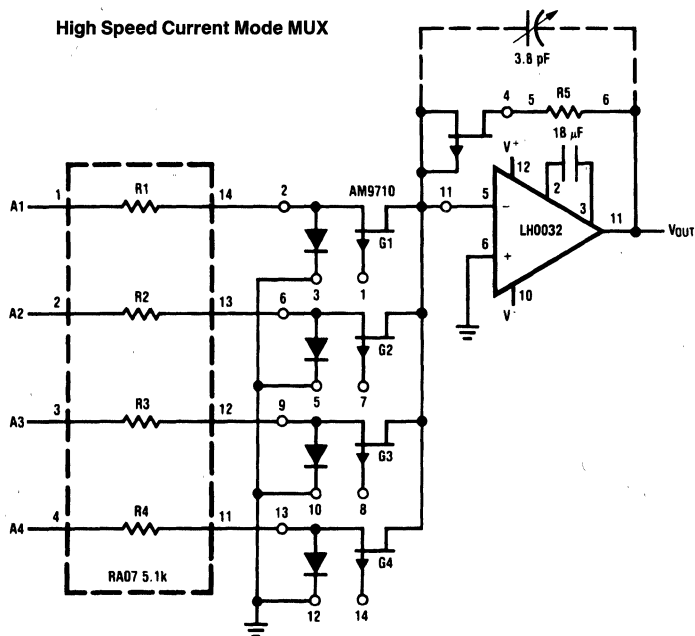 High Speed Current Mode MUX
3.8 pF
4 5 R5 6
18 µF
V+
12
2
3
A1 1 R1 14 2 AM9710 11 5 −
LH0032
11 VOUT
G1
6 +
3 1
10
V-
A2 2 R2 13 6
G2
5 7
A3 3 R3 12 9
G3
10 8
A4 4 R4 11 13
G4
RA07 5.1k
12 14